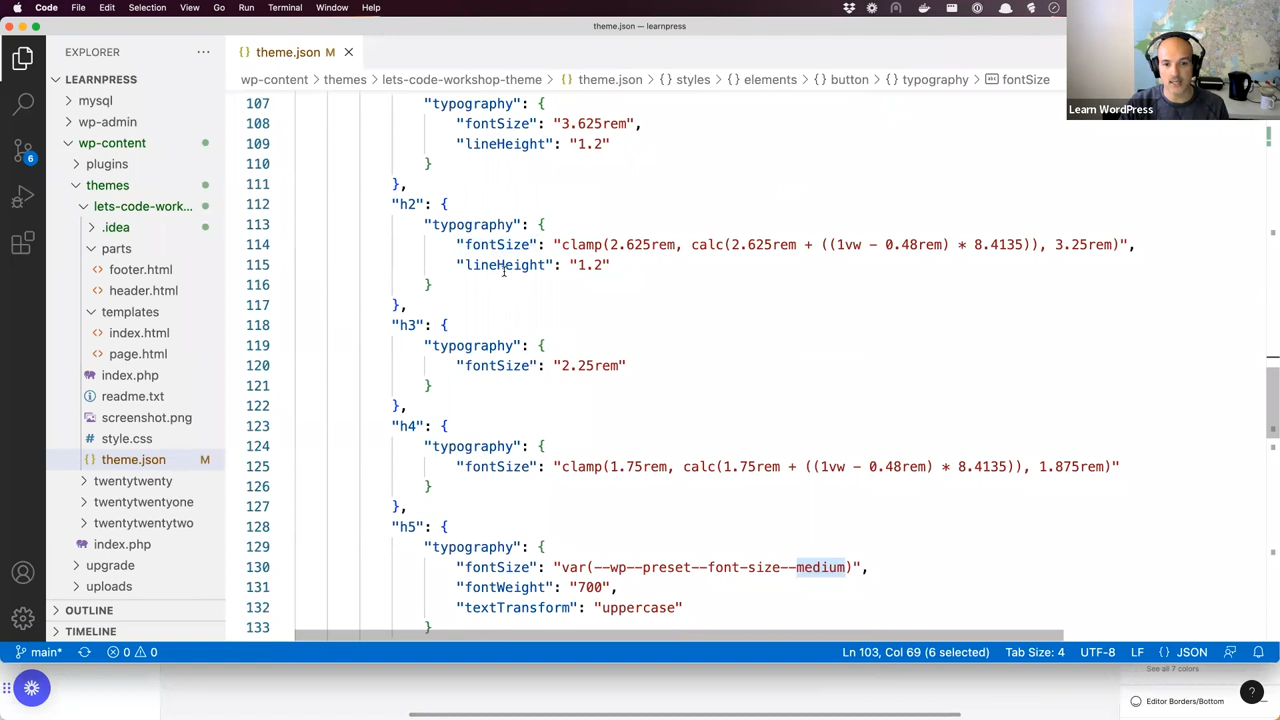 Code File Edit Selection View Go Run Terminal Window Help
theme.json — learnpress
Learn WordPress
EXPLORER
LEARNPRESS
mysql
wp-admin
wp-content
plugins
themes
lets-code-work...
.idea
parts
footer.html
header.html
templates
index.html
page.html
index.php
readme.txt
screenshot.png
style.css
theme.json M
twentytwenty
twentytwentyone
twentytwentytwo
index.php
upgrade
uploads
OUTLINE
TIMELINE
6
{} theme.json M
wp-content > themes > lets-code-workshop-theme > {} theme.json > {} styles > {} elements > {} button > {} typography > abc fontSize
107 "typography": {
108 "fontSize": "3.625rem",
109 "lineHeight": "1.2"
110 }
111 },
112 "h2": {
113 "typography": {
114 "fontSize": "clamp(2.625rem, calc(2.625rem + ((1vw - 0.48rem) * 8.4135)), 3.25rem)",
115 "lineHeight": "1.2"
116 }
117 },
118 "h3": {
119 "typography": {
120 "fontSize": "2.25rem"
121 }
122 },
123 "h4": {
124 "typography": {
125 "fontSize": "clamp(1.75rem, calc(1.75rem + ((1vw - 0.48rem) * 8.4135)), 1.875rem)"
126 }
127 },
128 "h5": {
129 "typography": {
130 "fontSize": "var(--wp--preset--font-size--medium)",
131 "fontWeight": "700",
132 "textTransform": "uppercase"
133 }
main* 0 0 Ln 103, Col 69 (6 selected) Tab Size: 4 UTF-8 LF {} JSON
See all 7 colors
Editor Borders/Bottom
?